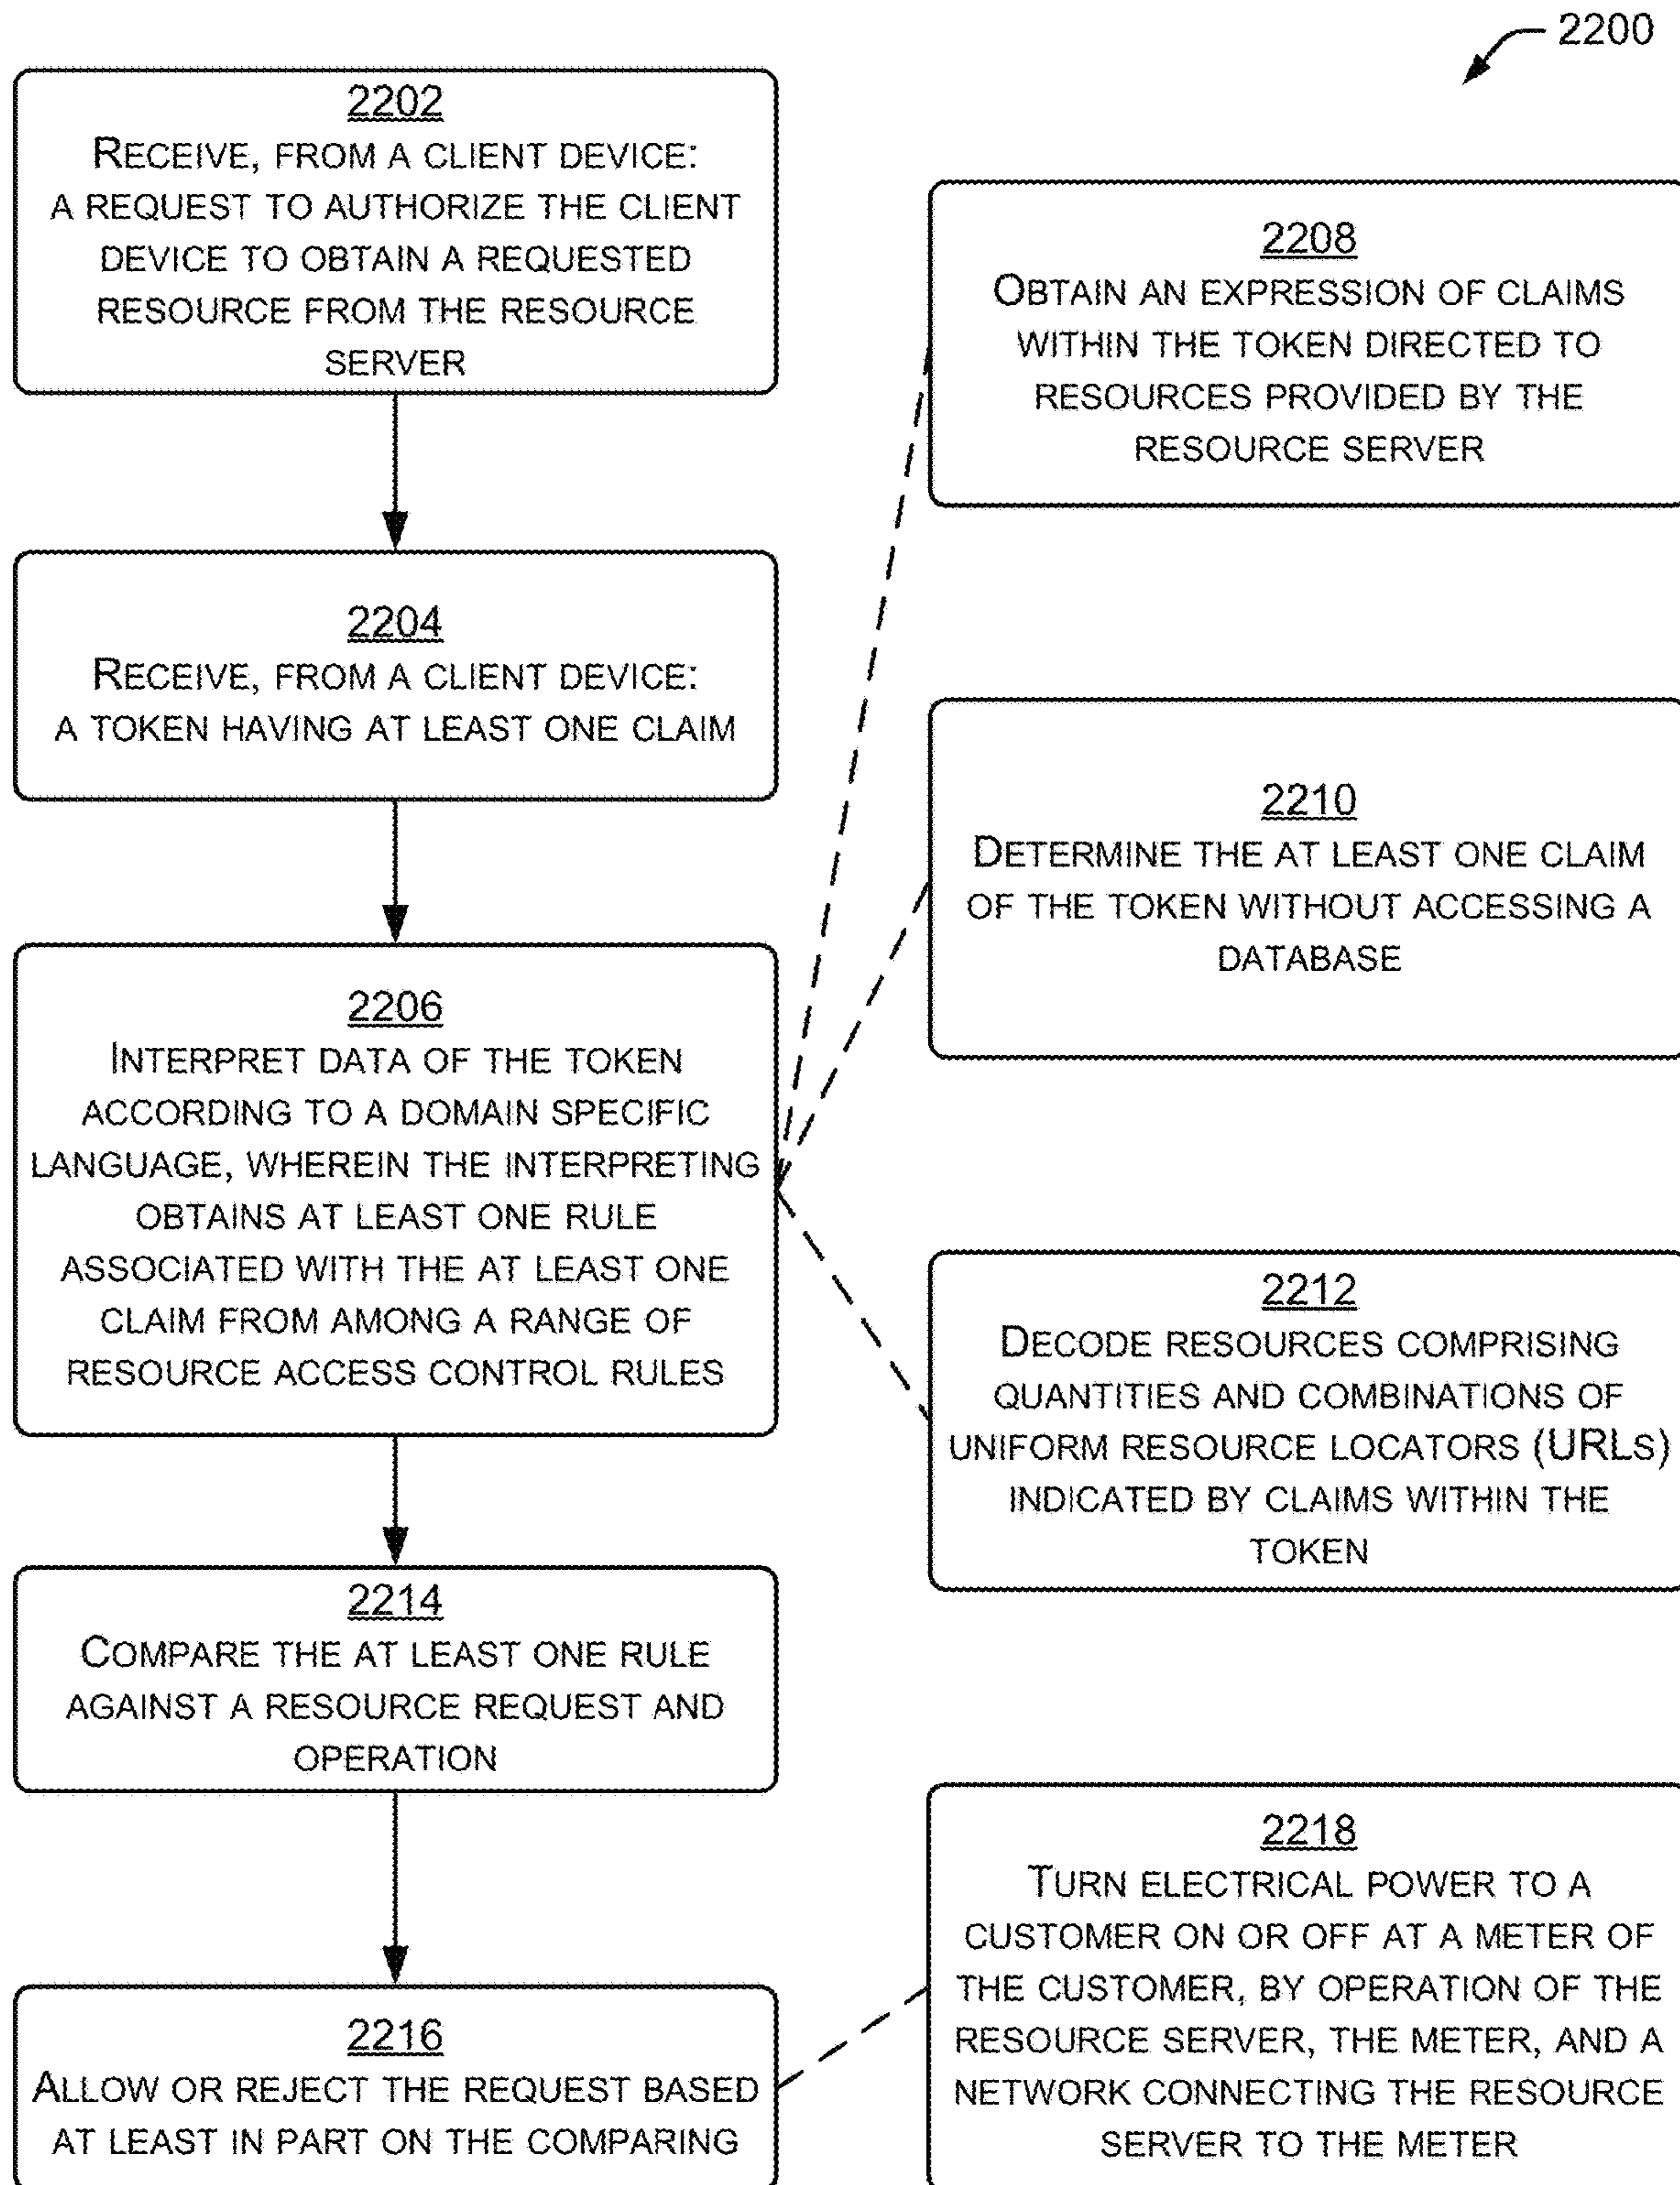 2200
2202
RECEIVE, FROM A CLIENT DEVICE:
A REQUEST TO AUTHORIZE THE CLIENT
DEVICE TO OBTAIN A REQUESTED
RESOURCE FROM THE RESOURCE
SERVER
2204
RECEIVE, FROM A CLIENT DEVICE:
A TOKEN HAVING AT LEAST ONE CLAIM
2206
INTERPRET DATA OF THE TOKEN
ACCORDING TO A DOMAIN SPECIFIC
LANGUAGE, WHEREIN THE INTERPRETING
OBTAINS AT LEAST ONE RULE
ASSOCIATED WITH THE AT LEAST ONE
CLAIM FROM AMONG A RANGE OF
RESOURCE ACCESS CONTROL RULES
2208
OBTAIN AN EXPRESSION OF CLAIMS
WITHIN THE TOKEN DIRECTED TO
RESOURCES PROVIDED BY THE
RESOURCE SERVER
2210
DETERMINE THE AT LEAST ONE CLAIM
OF THE TOKEN WITHOUT ACCESSING A
DATABASE
2212
DECODE RESOURCES COMPRISING
QUANTITIES AND COMBINATIONS OF
UNIFORM RESOURCE LOCATORS (URLS)
INDICATED BY CLAIMS WITHIN THE
TOKEN
2214
COMPARE THE AT LEAST ONE RULE
AGAINST A RESOURCE REQUEST AND
OPERATION
2216
ALLOW OR REJECT THE REQUEST BASED
AT LEAST IN PART ON THE COMPARING
2218
TURN ELECTRICAL POWER TO A
CUSTOMER ON OR OFF AT A METER OF
THE CUSTOMER, BY OPERATION OF THE
RESOURCE SERVER, THE METER, AND A
NETWORK CONNECTING THE RESOURCE
SERVER TO THE METER